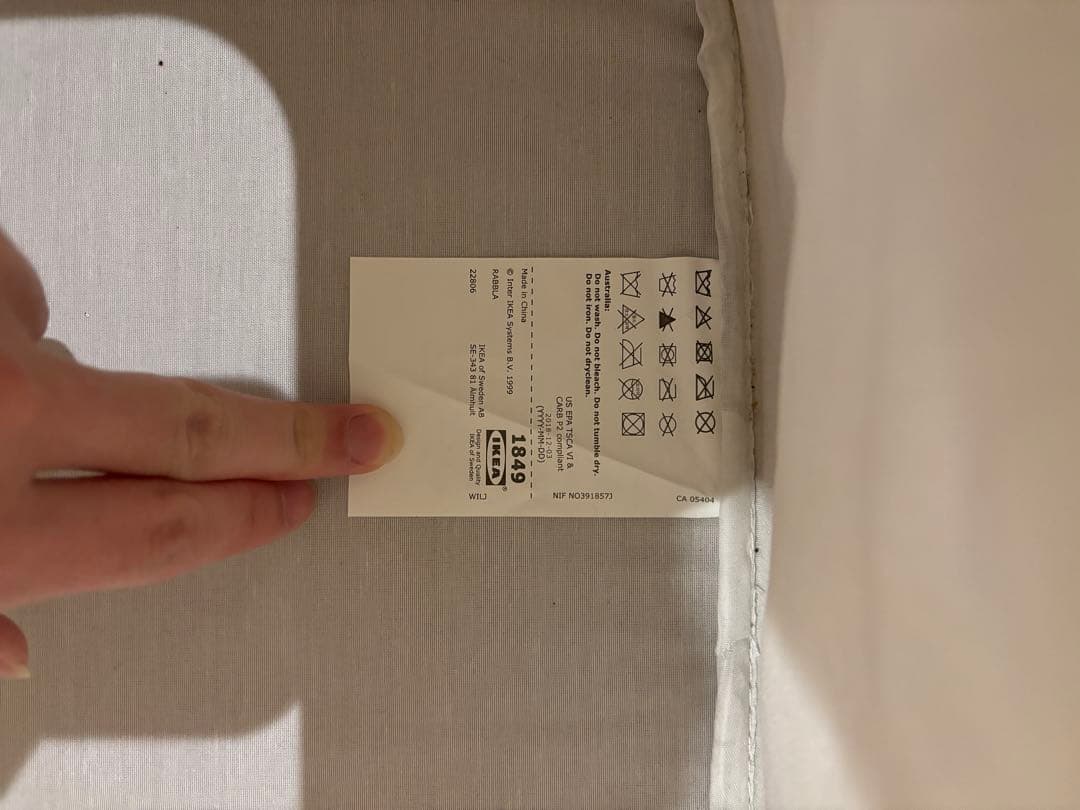 CA 05404
Australia:
Do not wash. Do not bleach. Do not tumble dry.
Do not iron. Do not dryclean.
US EPA TSCA VI &
CARB P2 compliant
2018-12-03
(YYYY-MM-DD)
NIF NO391857J
Made in China
1849
© Inter IKEA Systems B.V. 1999
IKEA®
RABBLA
IKEA of Sweden AB
SE-343 81 Älmhult
Design and Quality
IKEA of Sweden
22806
WILJ